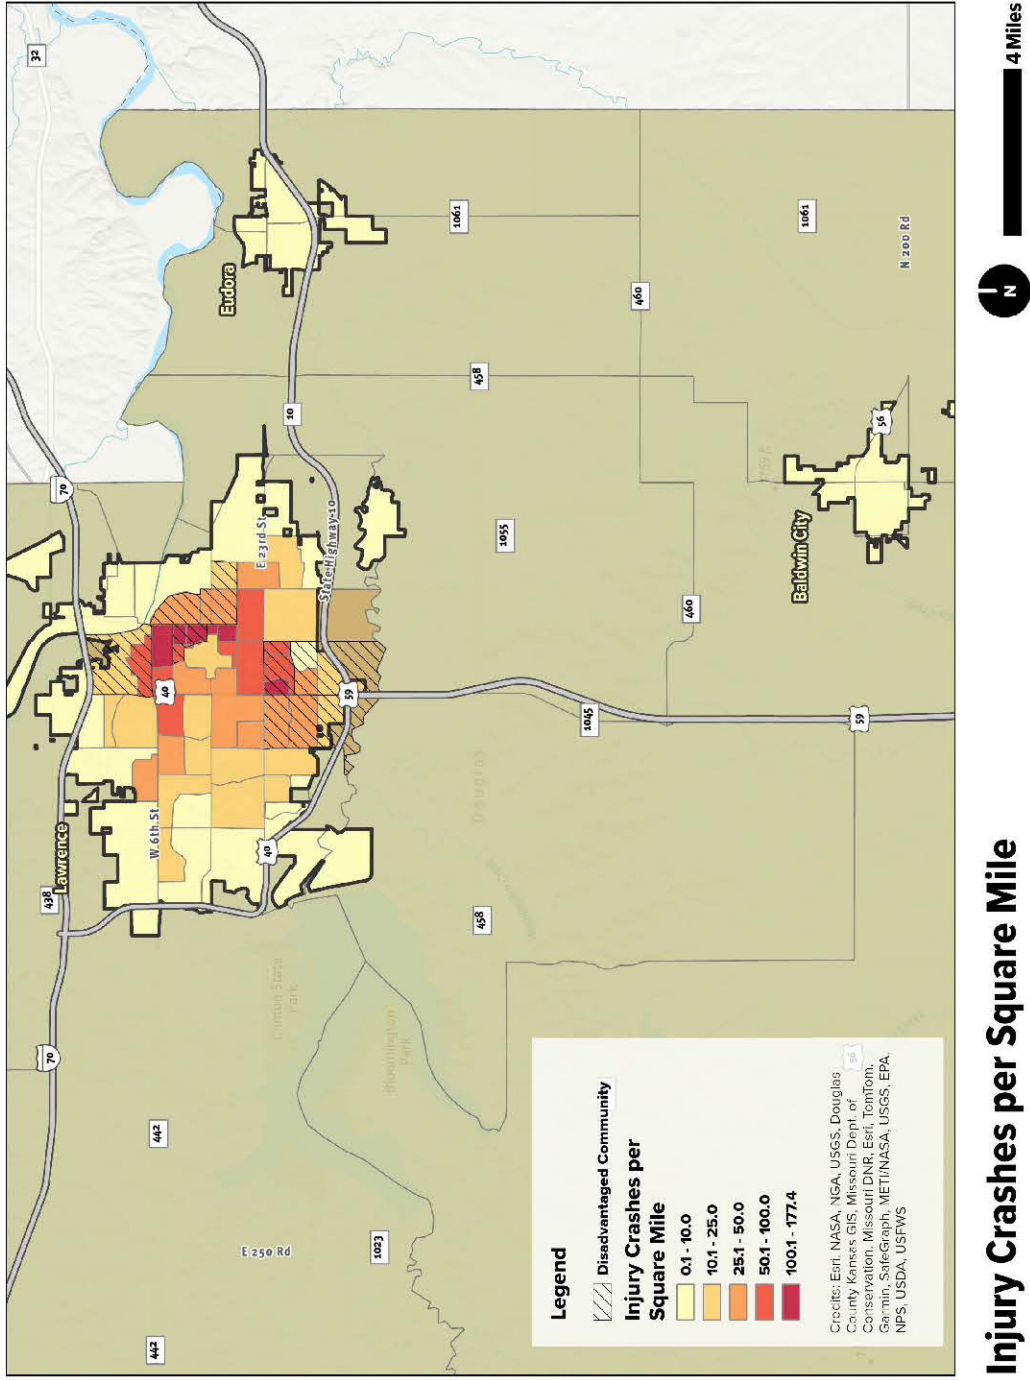 Injury Crashes per Square Mile
4 Miles
N
Legend
Disadvantaged Community
Injury Crashes per
Square Mile
0.1 - 10.0
10.1 - 25.0
25.1 - 50.0
50.1 - 100.0
100.1 - 177.4
Credits: Esri, NASA, NGA, USGS, Douglas
County Kansas GIS, Missouri Dept. of
Conservation, Missouri DNR, Esri, TomTom,
Garmin, SafeGraph, METI/NASA, USGS, EPA,
NPS, USDA, USFWS
56
442
442
1023
E 250 Rd
70
438
Lawrence
W. 6th St
40
40
70
32
E 23rd St
State Highway 10
10
59
Eudora
Clinton State
Park
Bloomington
Park
Douglas
458
1045
1055
458
1061
460
460
1061
N 200 Rd
59
Baldwin City
56